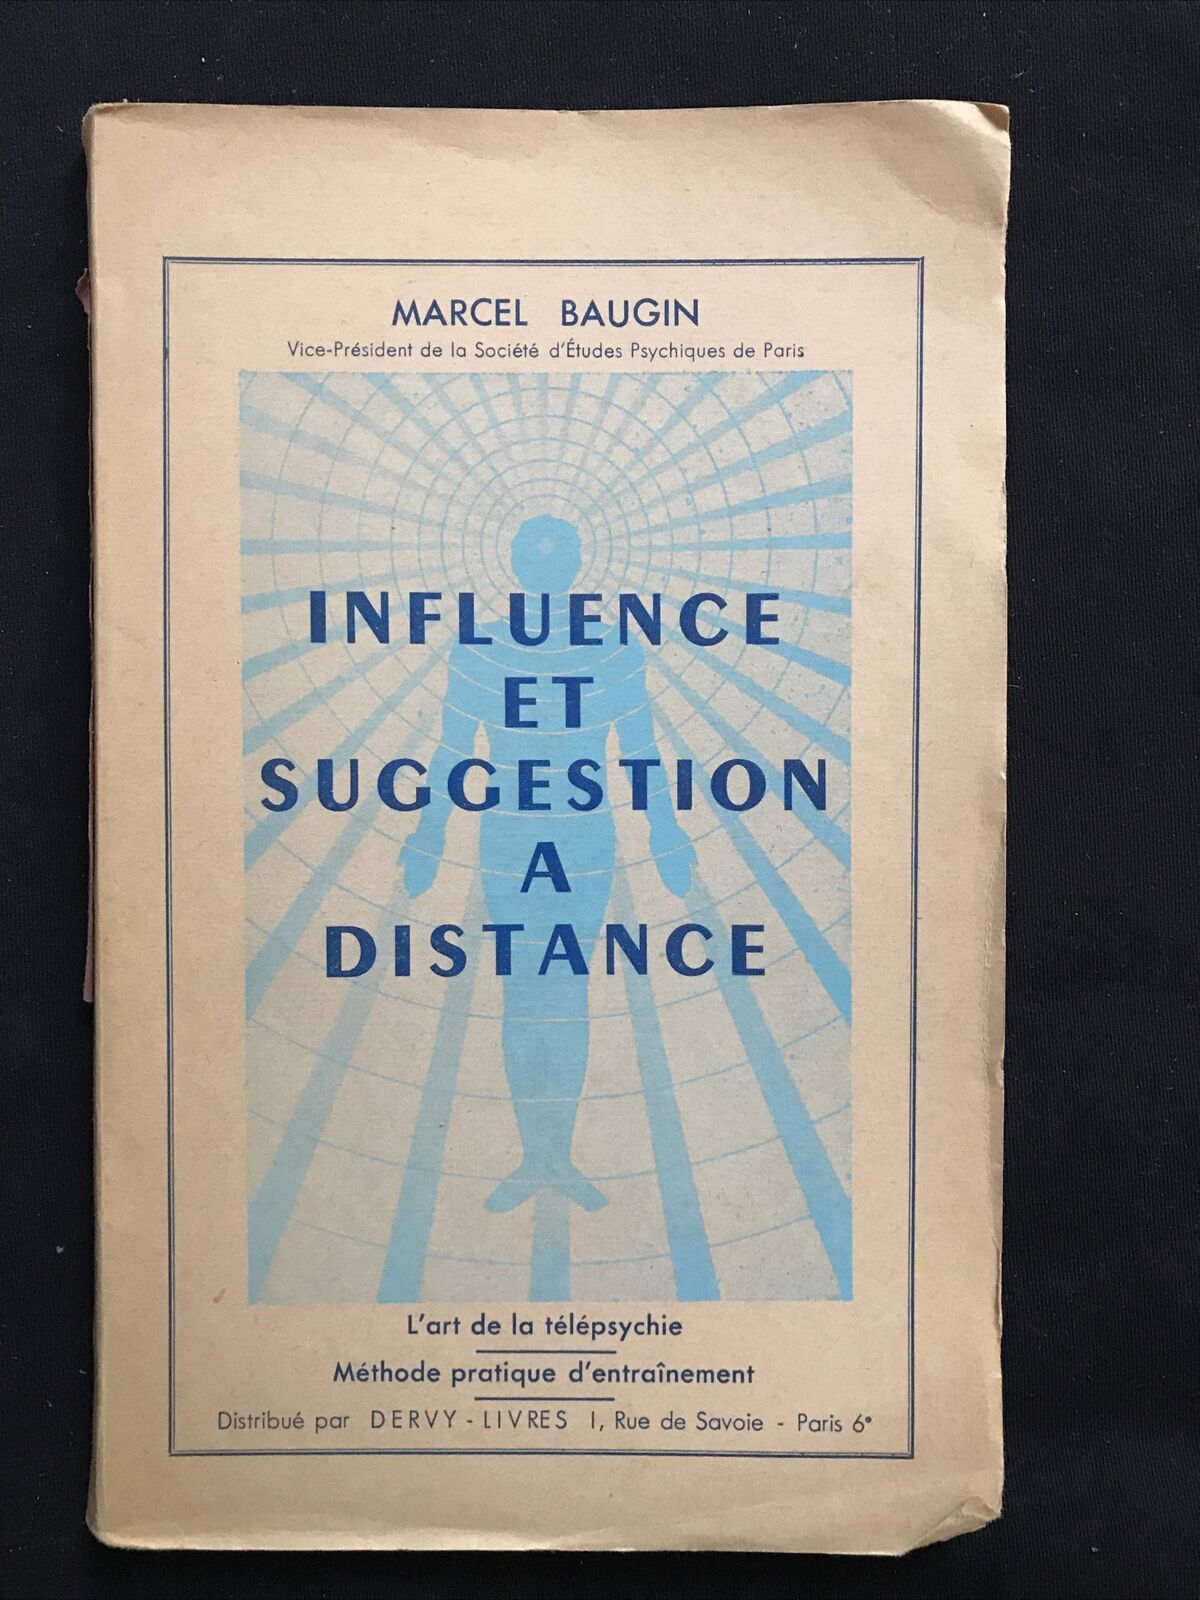 MARCEL BAUGIN
Vice-Président de la Société d'Études Psychiques de Paris
INFLUENCE
ET
SUGGESTION
A
DISTANCE
L'art de la télépsychie
Méthode pratique d'entraînement
Distribué par DERVY - LIVRES 1, Rue de Savoie - Paris 6e